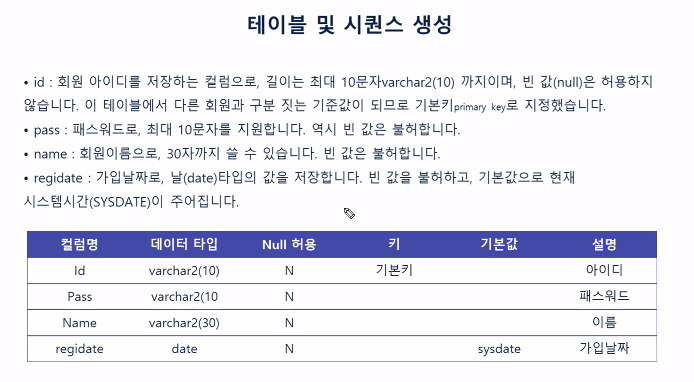 테이블 및 시퀀스 생성
• id : 회원 아이디를 저장하는 컬럼으로, 길이는 최대 10문자varchar2(10) 까지이며, 빈 값(null)은 허용하지
않습니다. 이 테이블에서 다른 회원과 구분 짓는 기준값이 되므로 기본키primary key로 지정했습니다.
• pass : 패스워드로, 최대 10문자를 지원합니다. 역시 빈 값은 불허합니다.
• name : 회원이름으로, 30자까지 쓸 수 있습니다. 빈 값은 불허합니다.
• regidate : 가입날짜로, 날(date)타입의 값을 저장합니다. 빈 값을 불허하고, 기본값으로 현재
시스템시간(SYSDATE)이 주어집니다.
컬럼명 데이터 타입 Null 허용 키 기본값 설명
Id varchar2(10) N 기본키 아이디
Pass varchar2(10 N 패스워드
Name varchar2(30) N 이름
regidate date N sysdate 가입날짜